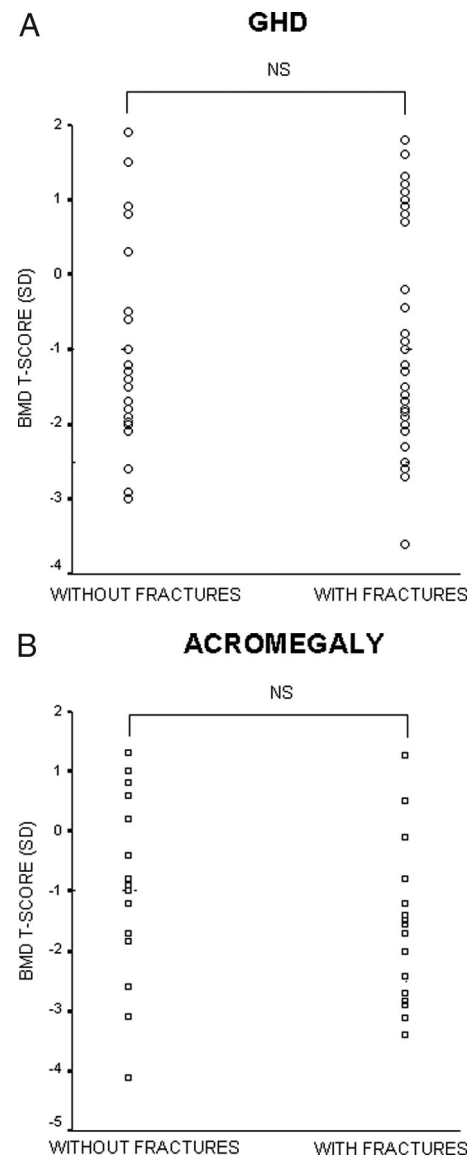 A
GHD
NS
BMD T-SCORE (SD)
2
1
0
-1
-2
-3
-4
WITHOUT FRACTURES WITH FRACTURES
B
ACROMEGALY
NS
BMD T-SCORE (SD)
2
1
0
-1
-2
-3
-4
-5
WITHOUT FRACTURES WITH FRACTURES